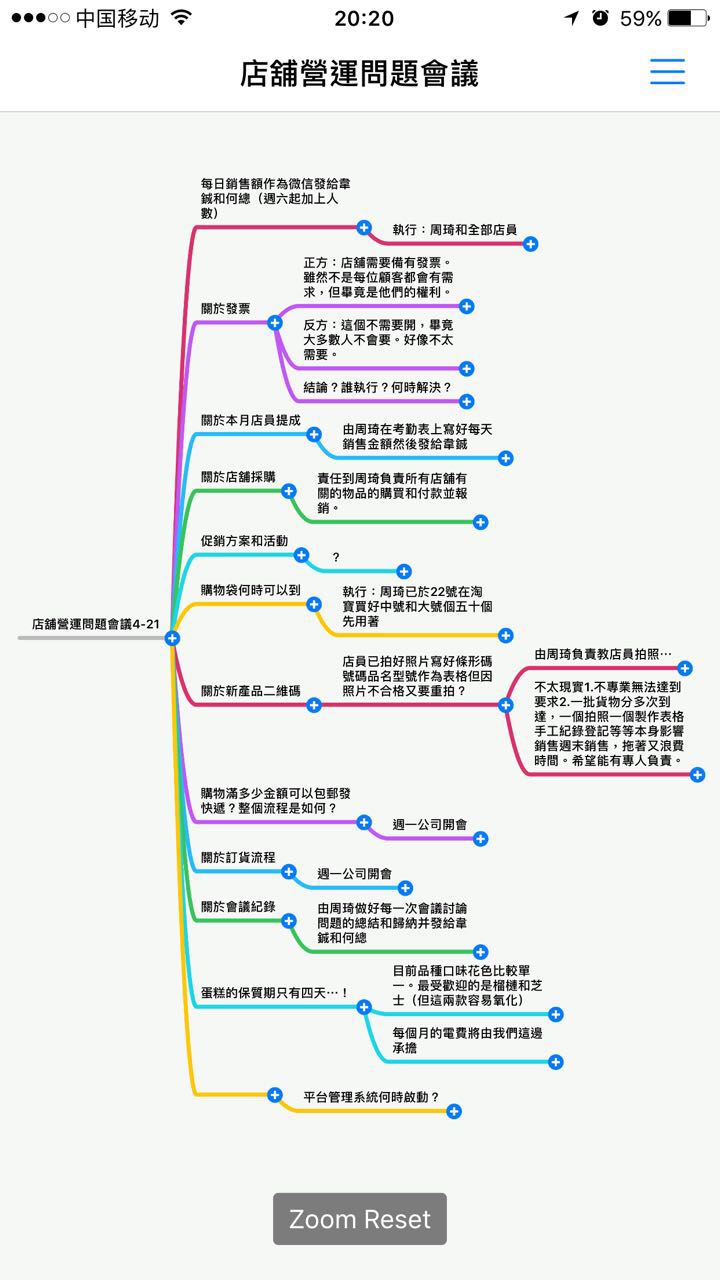 中国移动
20:20
59%
店舖營運問題會議
每日銷售額作為微信發給韋
鋮和何總（週六起加上人
數）
執行：周琦和全部店員
關於發票
正方：店舖需要備有發票。
雖然不是每位顧客都會有需
求，但畢竟是他們的權利。
反方：這個不需要開，畢竟
大多數人不會要。好像不太
需要。
結論？誰執行？何時解決？
關於本月店員提成
由周琦在考勤表上寫好每天
銷售金額然後發給韋鋮
關於店舖採購
責任到周琦負責所有店舖有
關的物品的購買和付款並報
銷。
促銷方案和活動
？
購物袋何時可以到
執行：周琦已於22號在淘
寶買好中號和大號個五十個
先用著
店舖營運問題會議4-21
關於新產品二維碼
店員已拍好照片寫好條形碼
號碼品名型號作為表格但因
照片不合格又要重拍？
由周琦負責教店員拍照…
不太現實1.不專業無法達到
要求2.一批貨物分多次到
達，一個拍照一個製作表格
手工紀錄登記等等本身影響
銷售週末銷售，拖著又浪費
時間。希望能有專人負責。
購物滿多少金額可以包郵發
快遞？整個流程是如何？
週一公司開會
關於訂貨流程
週一公司開會
關於會議紀錄
由周琦做好每一次會議討論
問題的總結和歸納并發給韋
鋮和何總
蛋糕的保質期只有四天…！
目前品種口味花色比較單
一。最受歡迎的是榴槤和芝
士（但這兩款容易氧化）
每個月的電費將由我們這邊
承擔
平台管理系統何時啟動？
Zoom Reset